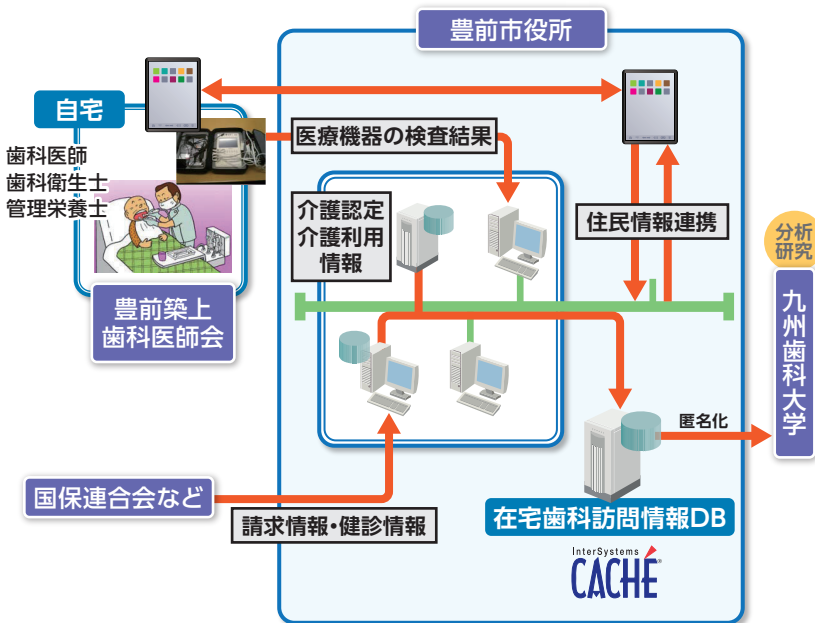 豊前市役所
自宅
歯科医師
歯科衛生士
管理栄養士
医療機器の検査結果
介護認定
介護利用
情報
住民情報連携
分析
研究
豊前築上
歯科医師会
九州歯科大学
匿名化
国保連合会など
請求情報・健診情報
在宅歯科訪問情報DB
InterSystems
CACHÉ®